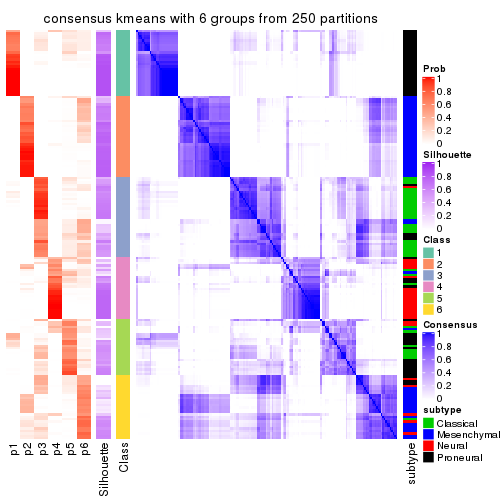 consensus kmeans with 6 groups from 250 partitions
Prob
1
0.8
0.6
0.4
0.2
0
Silhouette
1
0.8
0.6
0.4
0.2
0
Class
1
2
3
4
5
6
Consensus
1
0.8
0.6
0.4
0.2
0
subtype
Classical
Mesenchymal
Neural
Proneural
p1
p2
p3
p4
p5
p6
Silhouette
Class
subtype